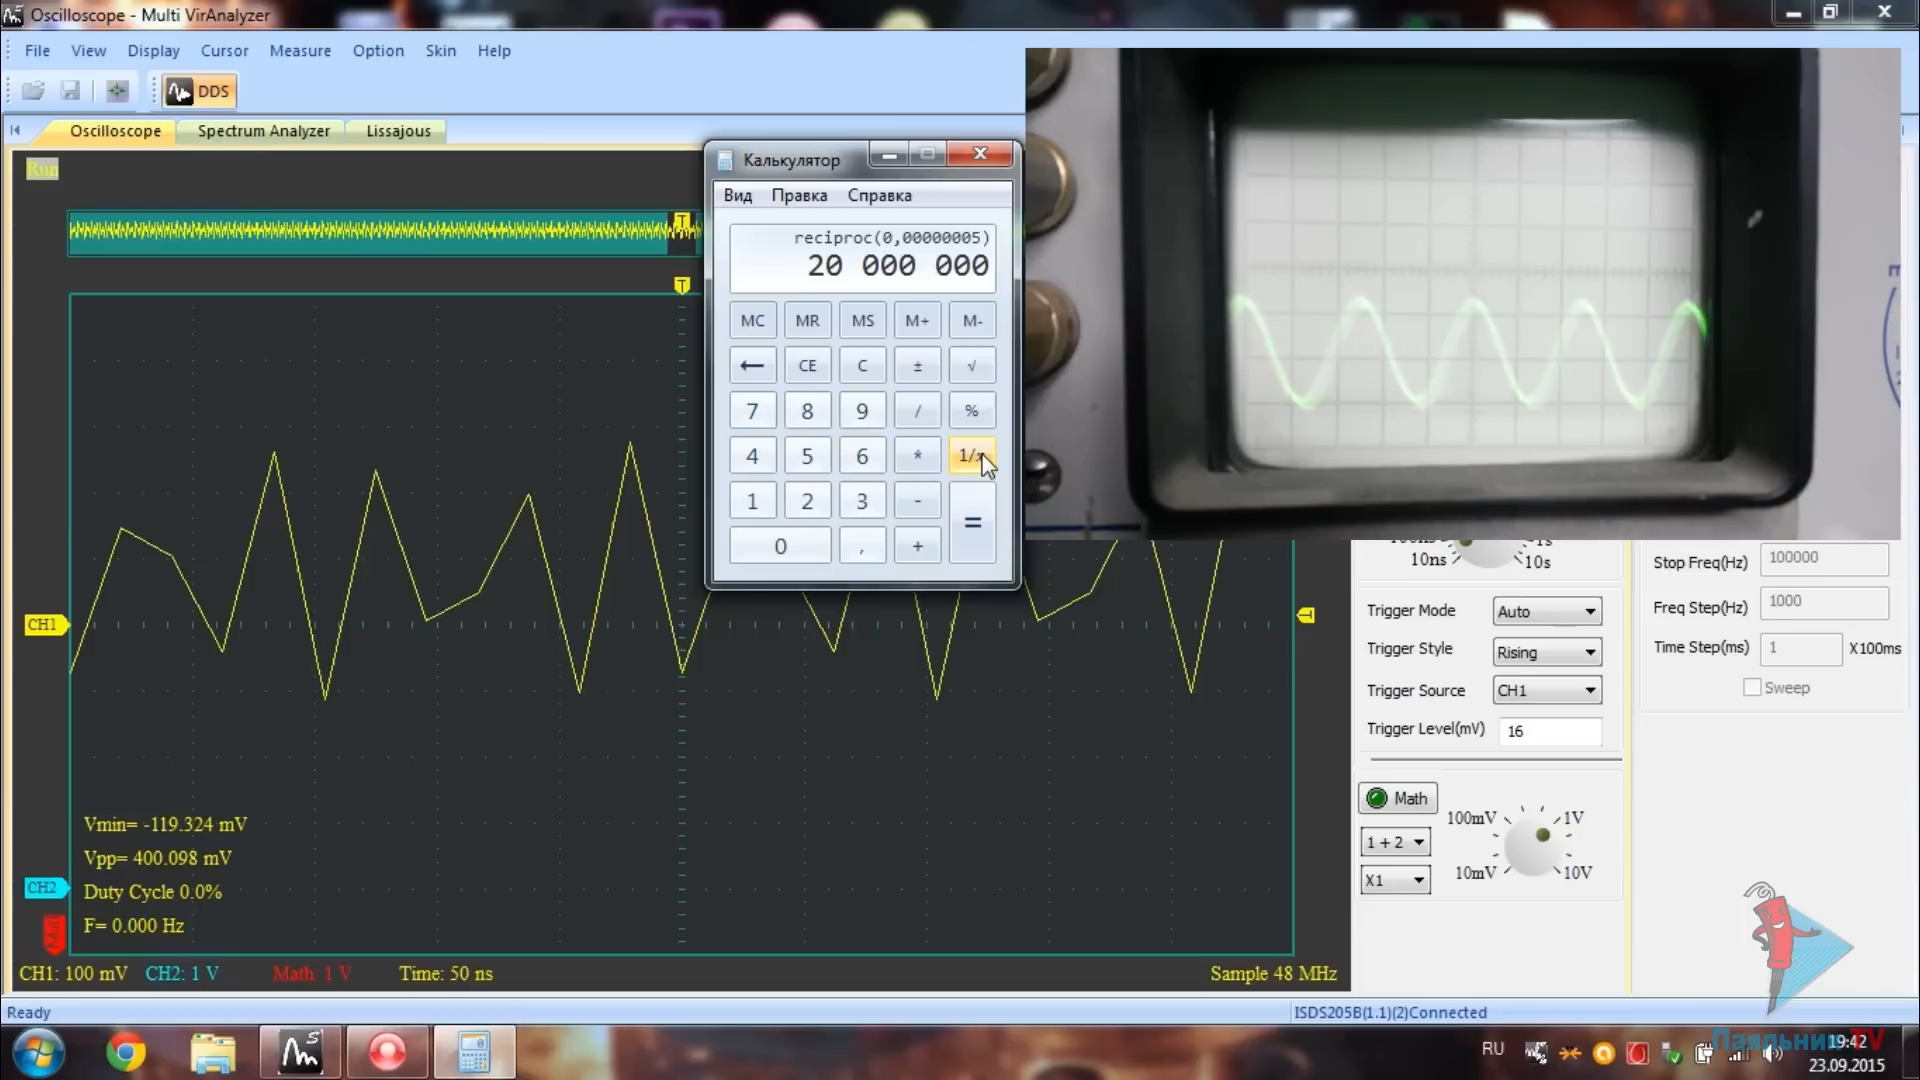 Oscilloscope - Multi VirAnalyzer
File View Display Cursor Measure Option Skin Help
DDS
Oscilloscope Spectrum Analyzer Lissajous
Run
T
T
Калькулятор
Вид Правка Справка
reciproc(0,00000005)
20 000 000
MC MR MS M+ M-
← CE C ± √
7 8 9 / %
4 5 6 * 1/x
1 2 3 - =
0 , +
CH1
Vmin= -119.324 mV
Vpp= 400.098 mV
Duty Cycle 0.0%
F= 0.000 Hz
CH2
CH1: 100 mV CH2: 1 V Math: 1 V Time: 50 ns Sample 48 MHz
10ns 10s
Trigger Mode Auto
Trigger Style Rising
Trigger Source CH1
Trigger Level(mV) 16
Math
1 + 2
X1
100mV 1V
10mV 10V
Stop Freq(Hz) 100000
Freq Step(Hz) 1000
Time Step(ms) 1 X100ms
Sweep
Ready ISDS205B(1.1)(2)Connected
Паяльник TV
RU 19:42
23.09.2015